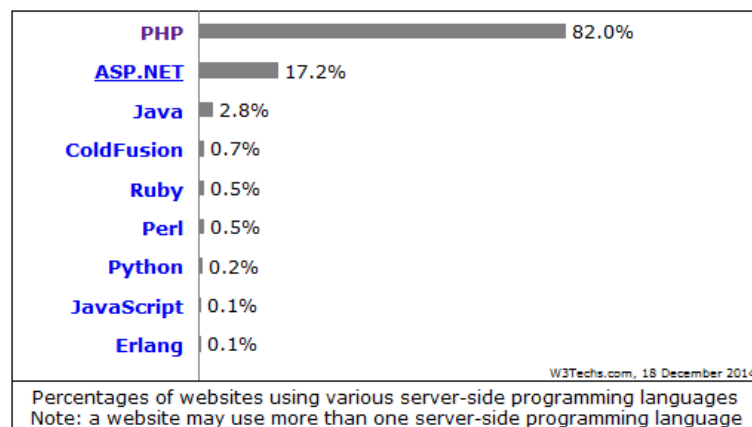 PHP 82.0%
ASP.NET 17.2%
Java 2.8%
ColdFusion 0.7%
Ruby 0.5%
Perl 0.5%
Python 0.2%
JavaScript 0.1%
Erlang 0.1%
W3Techs.com, 18 December 2014
Percentages of websites using various server-side programming languages
Note: a website may use more than one server-side programming language